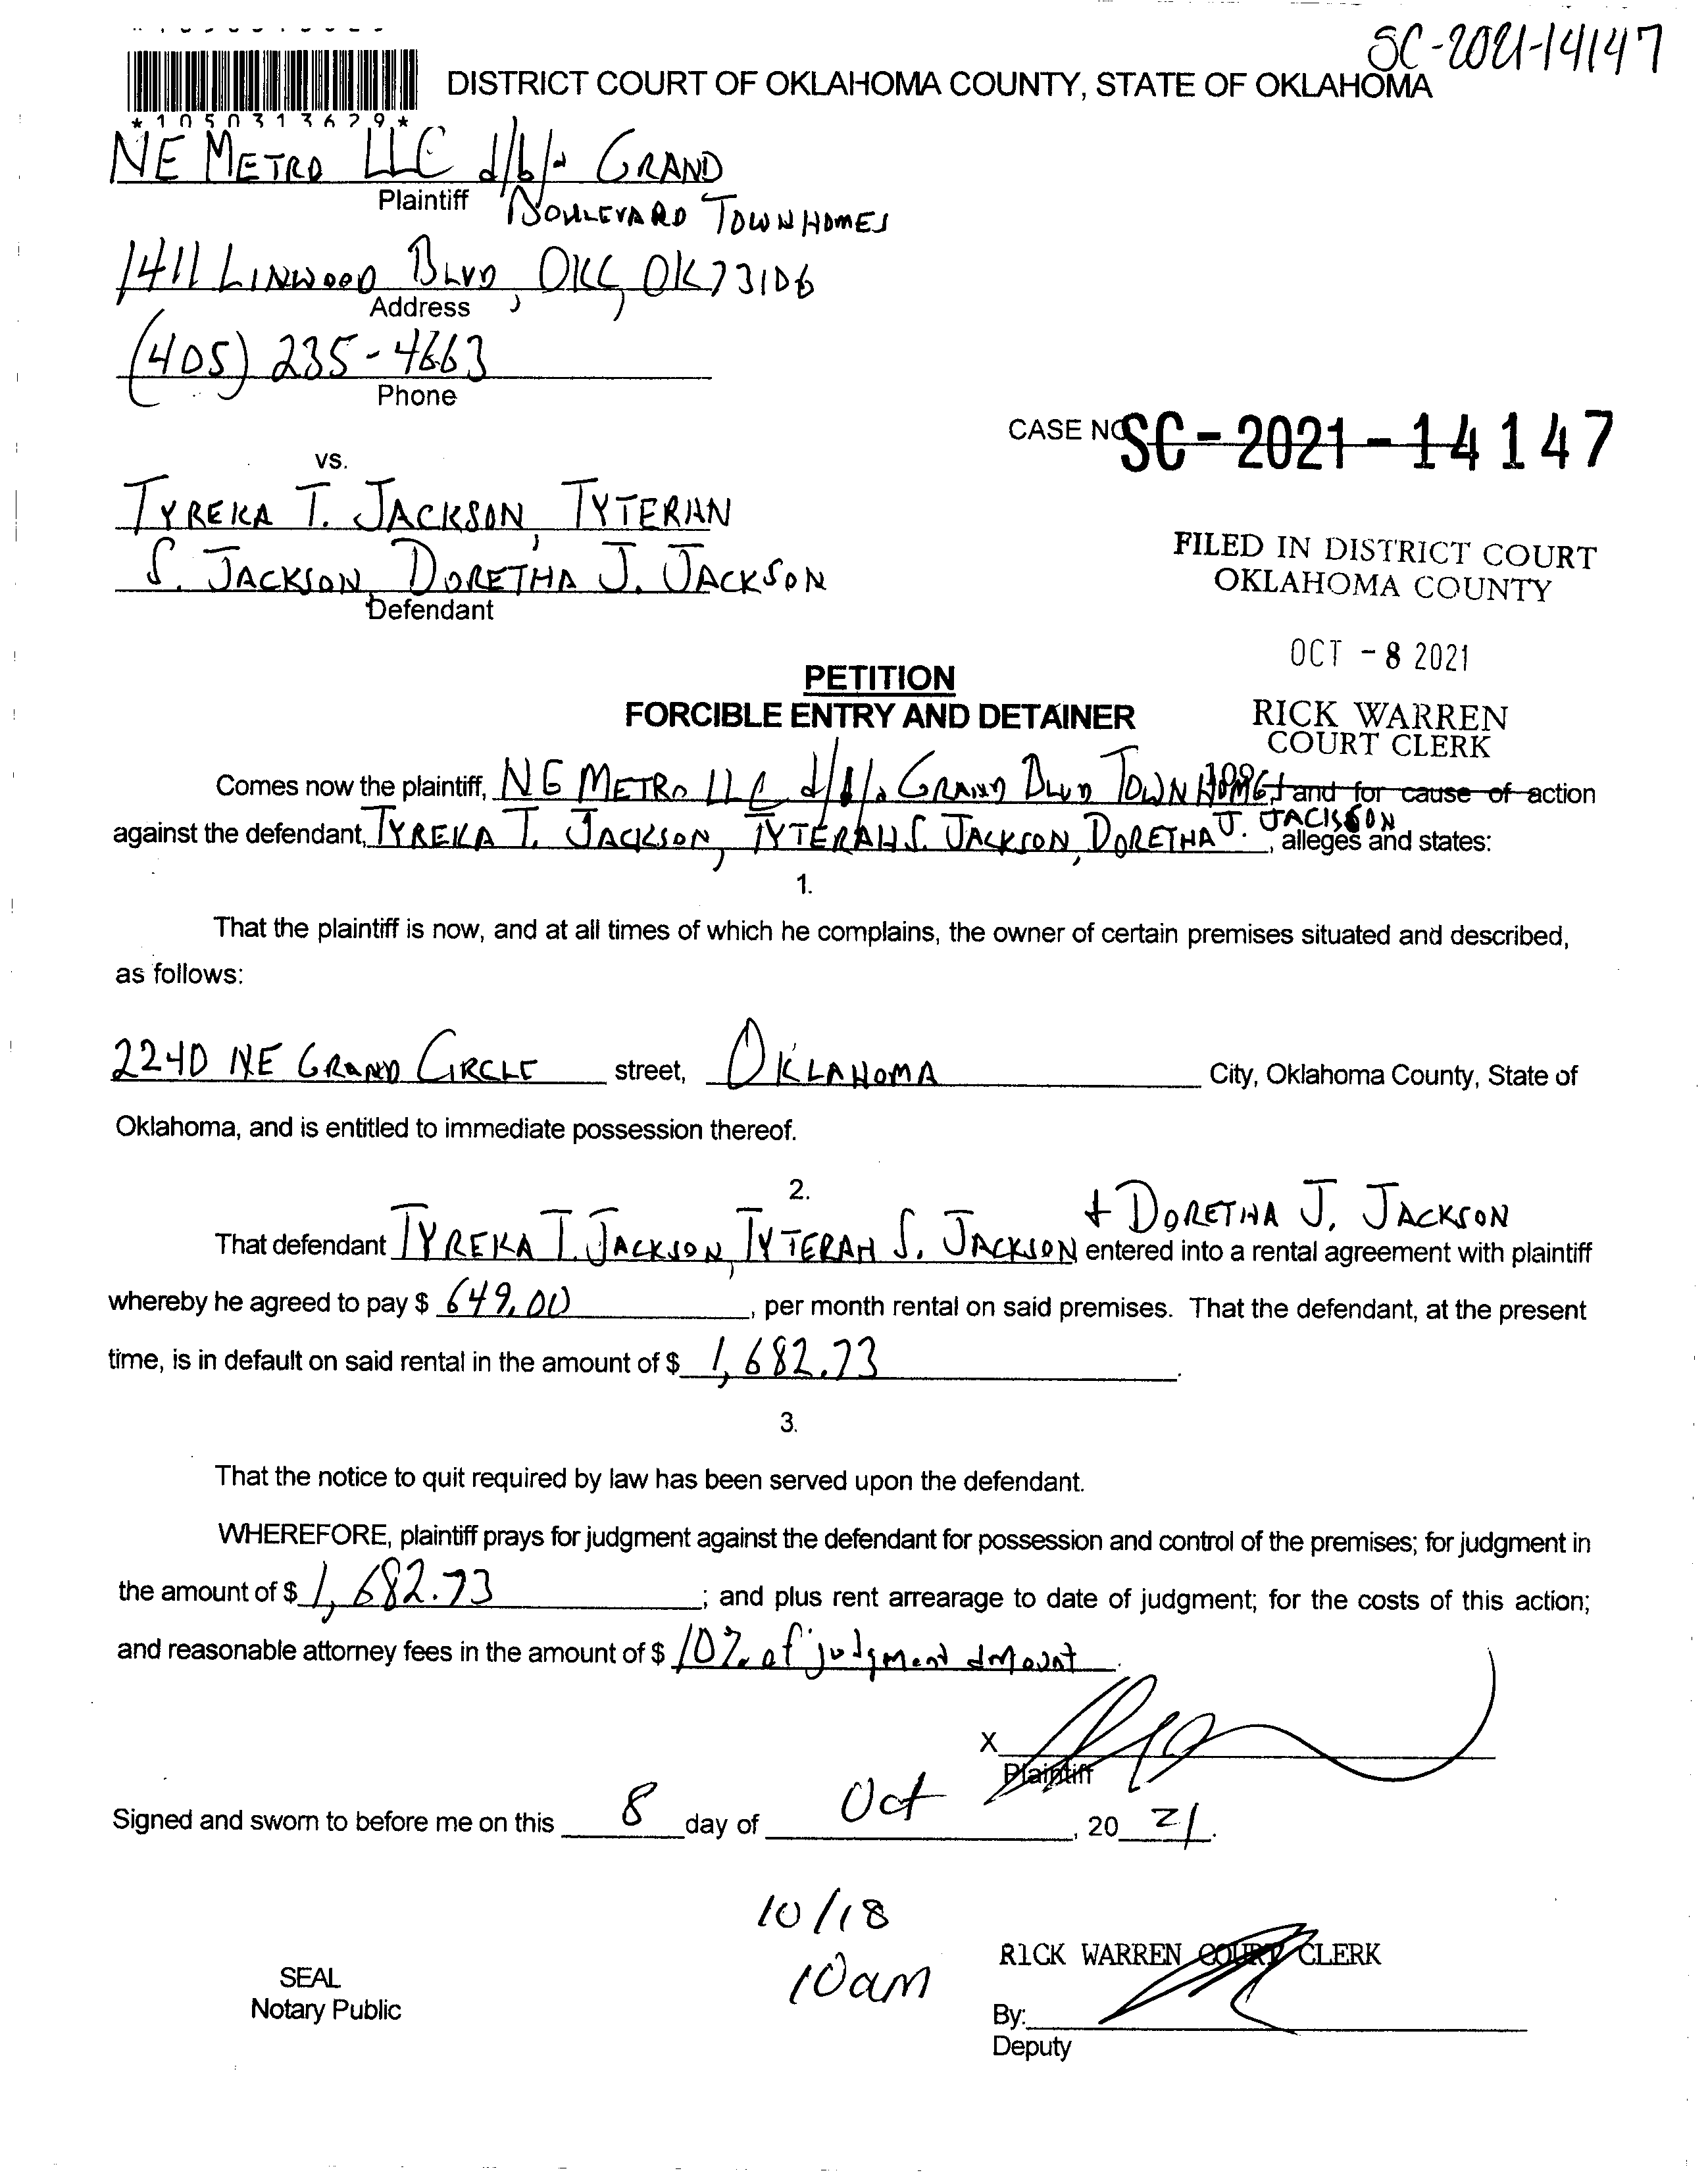 SC-2021-14147
DISTRICT COURT OF OKLAHOMA COUNTY, STATE OF OKLAHOMA
*1050313629*
NE METRO LLC d/b/a GRAND
Plaintiff
BOULEVARD TOWNHOMES
1411 LINWOOD BLVD, OKC, OK 73106
Address
(405) 235-4663
Phone
CASE NO SC-2021-14147
vs.
TYREKA T. JACKSON, TYTERAH
S. JACKSON, DORETHA J. JACKSON
Defendant
FILED IN DISTRICT COURT
OKLAHOMA COUNTY
OCT - 8 2021
RICK WARREN
COURT CLERK
109
PETITION
FORCIBLE ENTRY AND DETAINER
Comes now the plaintiff, NE METRO LLC d/b/a GRAND BLVD TOWNHOMES, and for cause of action
against the defendant, TYREKA T. JACKSON, TYTERAH S. JACKSON, DORETHA J. JACKSON, alleges and states:
1.
That the plaintiff is now, and at all times of which he complains, the owner of certain premises situated and described,
as follows:
2240 NE GRAND CIRCLE street, OKLAHOMA City, Oklahoma County, State of
Oklahoma, and is entitled to immediate possession thereof.
2.
That defendant TYREKA T. JACKSON, TYTERAH S. JACKSON + DORETHA J. JACKSON entered into a rental agreement with plaintiff
whereby he agreed to pay $ 649.00, per month rental on said premises. That the defendant, at the present
time, is in default on said rental in the amount of $ 1,682.73.
3.
That the notice to quit required by law has been served upon the defendant.
WHEREFORE, plaintiff prays for judgment against the defendant for possession and control of the premises; for judgment in
the amount of $ 1,682.73; and plus rent arrearage to date of judgment; for the costs of this action;
and reasonable attorney fees in the amount of $ 10% of judgment amount.
X
Plaintiff
Signed and sworn to before me on this 8 day of Oct, 20 21.
10/18
10am
SEAL
Notary Public
RICK WARREN COURT CLERK
By:
Deputy